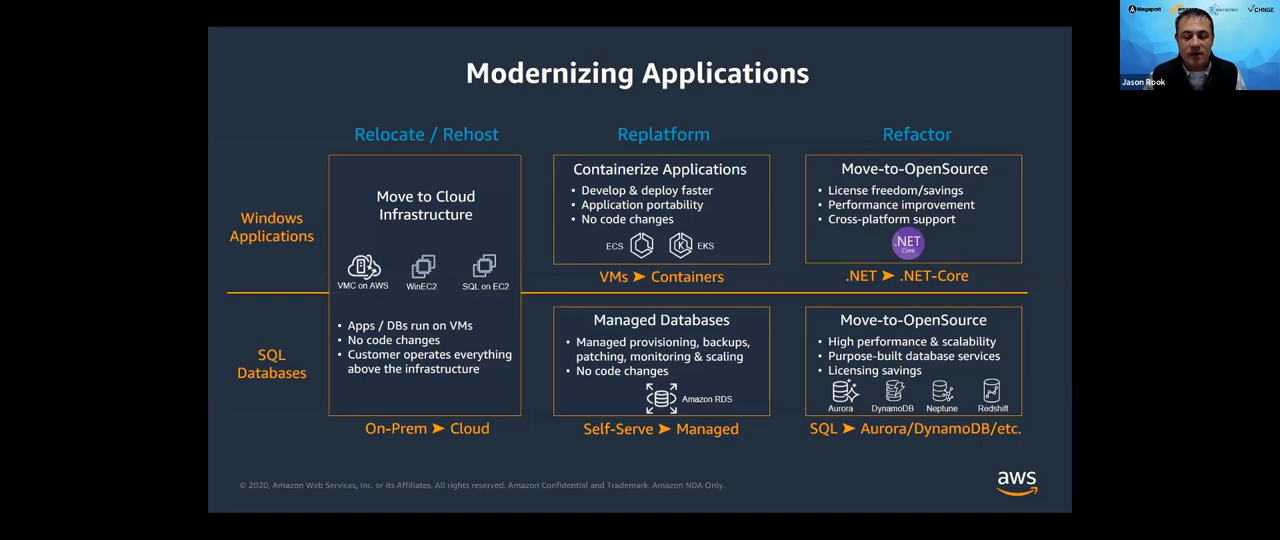 Modernizing Applications
Relocate / Rehost
Replatform
Refactor
Windows
Applications
SQL
Databases
Move to Cloud
Infrastructure
VMC on AWS
WinEC2
SQL on EC2
• Apps / DBs run on VMs
• No code changes
• Customer operates everything
above the infrastructure
On-Prem ➤ Cloud
Containerize Applications
• Develop & deploy faster
• Application portability
• No code changes
ECS
EKS
VMs ➤ Containers
Managed Databases
• Managed provisioning, backups,
patching, monitoring & scaling
• No code changes
Amazon RDS
Self-Serve ➤ Managed
Move-to-OpenSource
• License freedom/savings
• Performance improvement
• Cross-platform support
.NET
Core
.NET ➤ .NET-Core
Move-to-OpenSource
• High performance & scalability
• Purpose-built database services
• Licensing savings
Aurora
DynamoDB
Neptune
Redshift
SQL ➤ Aurora/DynamoDB/etc.
© 2020, Amazon Web Services, Inc. or its Affiliates. All rights reserved. Amazon Confidential and Trademark. Amazon NDA Only.
aws
Megaport
CHNGE
Jason Rook